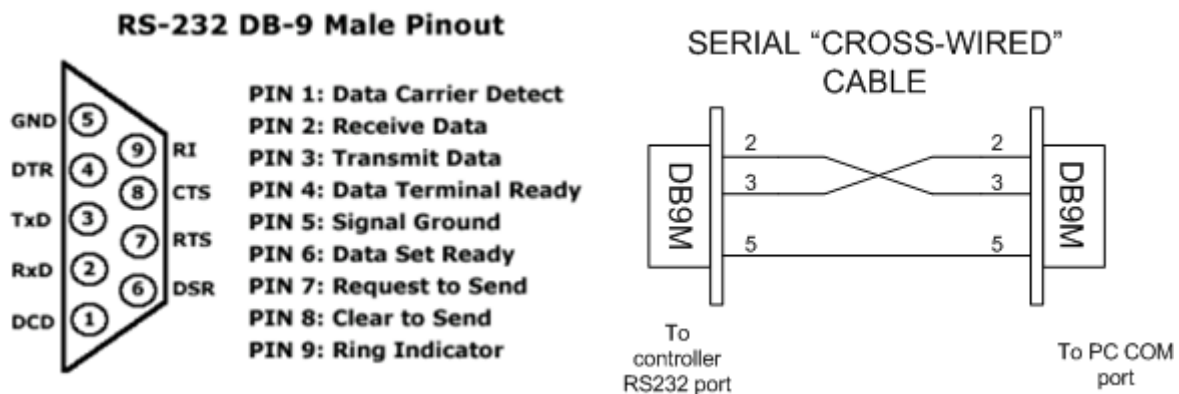 RS-232 DB-9 Male Pinout
GND 5
9 RI
DTR 4
8 CTS
TxD 3
7 RTS
RxD 2
6 DSR
DCD 1
PIN 1: Data Carrier Detect
PIN 2: Receive Data
PIN 3: Transmit Data
PIN 4: Data Terminal Ready
PIN 5: Signal Ground
PIN 6: Data Set Ready
PIN 7: Request to Send
PIN 8: Clear to Send
PIN 9: Ring Indicator
SERIAL “CROSS-WIRED”
CABLE
DB9M
2 2
3 3
5 5
DB9M
To
controller
RS232 port
To PC COM
port